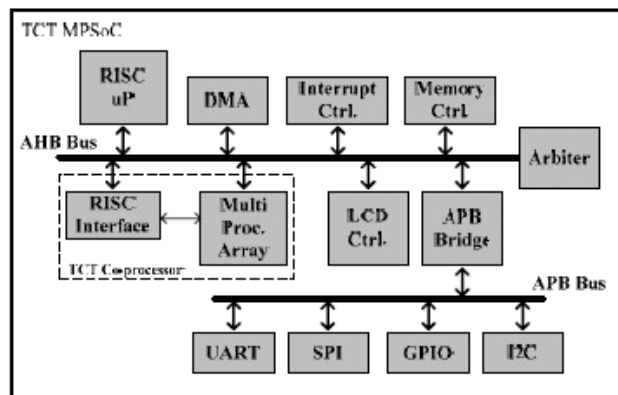 TCT MPSoC
RISC
uP
DMA
Interrupt
Ctrl.
Memory
Ctrl.
AHB Bus
Arbiter
RISC
Interface
Multi
Proc.
Array
LCD
Ctrl.
APB
Bridge
TCT Co-processor
APB Bus
UART
SPI
GPIO
I2C